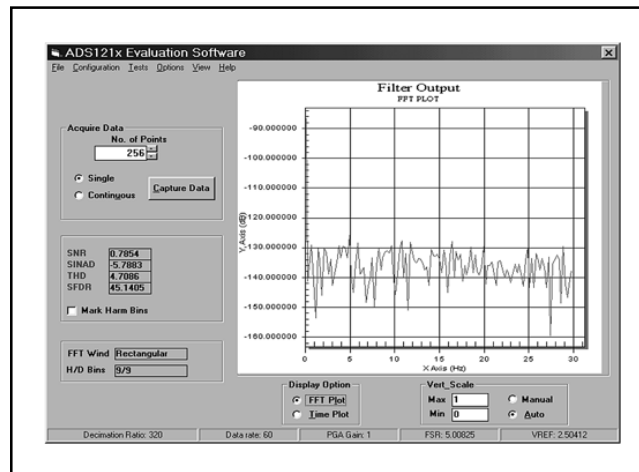 ADS121x Evaluation Software
File Configuration Tests Options View Help
Acquire Data
No. of Points
256
Single
Continuous
Capture Data
SNR 0.7854
SINAD -5.7883
THD 4.7086
SFDR 45.1405
Mark Harm Bins
FFT Wind Rectangular
H/D Bins 9/9
Filter Output
FFT PLOT
Y Axis (dB)
-90.000000
-100.000000
-110.000000
-120.000000
-130.000000
-140.000000
-150.000000
-160.000000
0 5 10 15 20 25 30
X Axis (Hz)
Display Option
FFT Plot
Time Plot
Vert_Scale
Max 1
Min 0
Manual
Auto
Decimation Ratio: 320 Data rate: 60 PGA Gain: 1 FSR: 5.00825 VREF: 2.50412